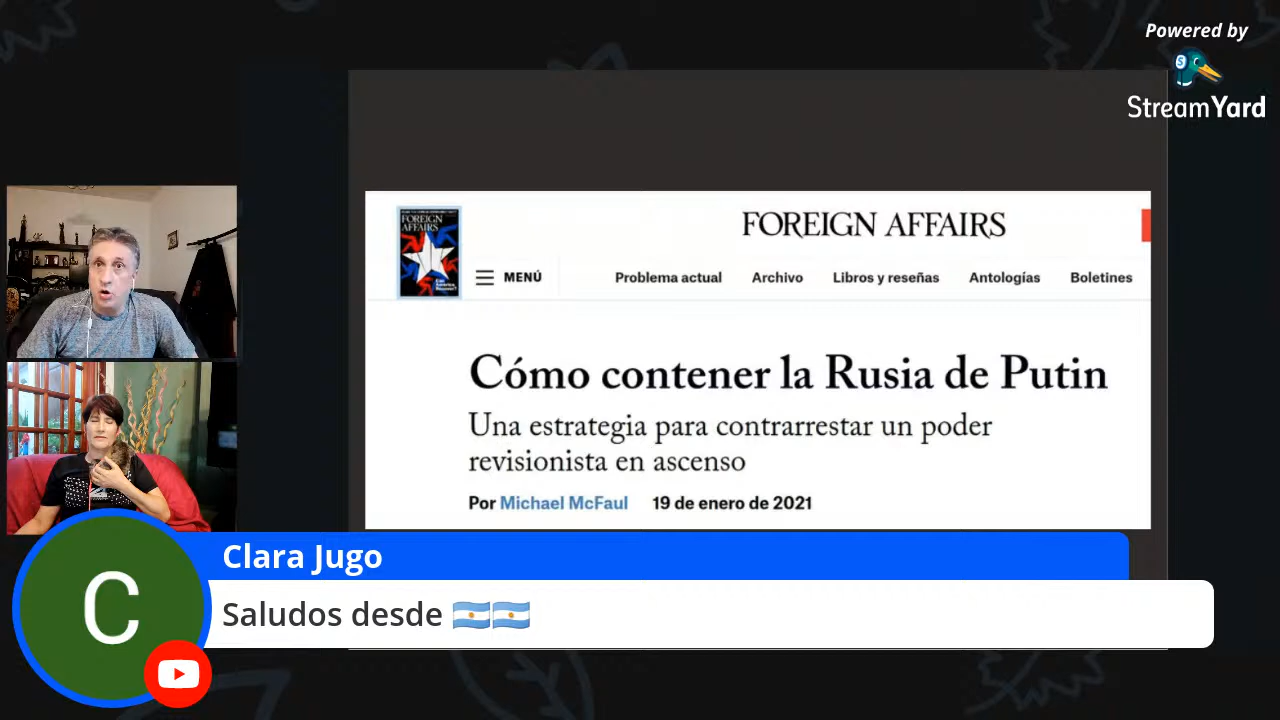 Powered by
StreamYard
FOREIGN
AFFAIRS
FOREIGN AFFAIRS
MENÚ
Problema actual
Archivo
Libros y reseñas
Antologías
Boletines
Cómo contener la Rusia de Putin
Una estrategia para contrarrestar un poder
revisionista en ascenso
Por Michael McFaul 19 de enero de 2021
C
Clara Jugo
Saludos desde 🇦🇷🇦🇷